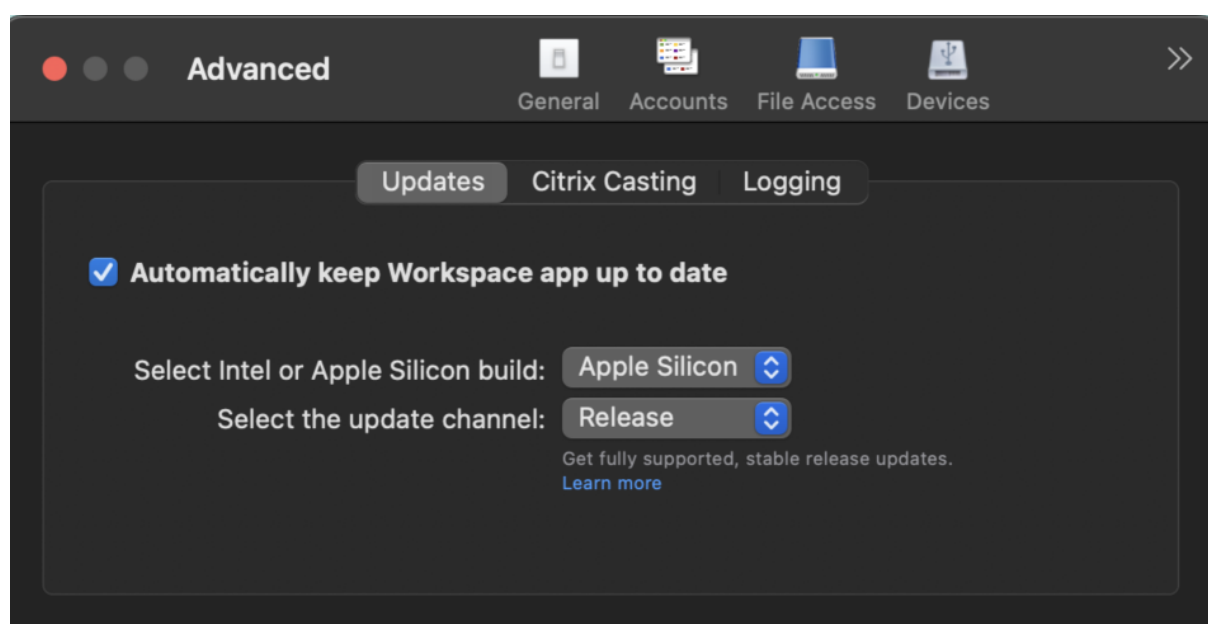 Advanced
General Accounts File Access Devices
Updates Citrix Casting Logging
Automatically keep Workspace app up to date
Select Intel or Apple Silicon build: Apple Silicon
Select the update channel: Release
Get fully supported, stable release updates.
Learn more